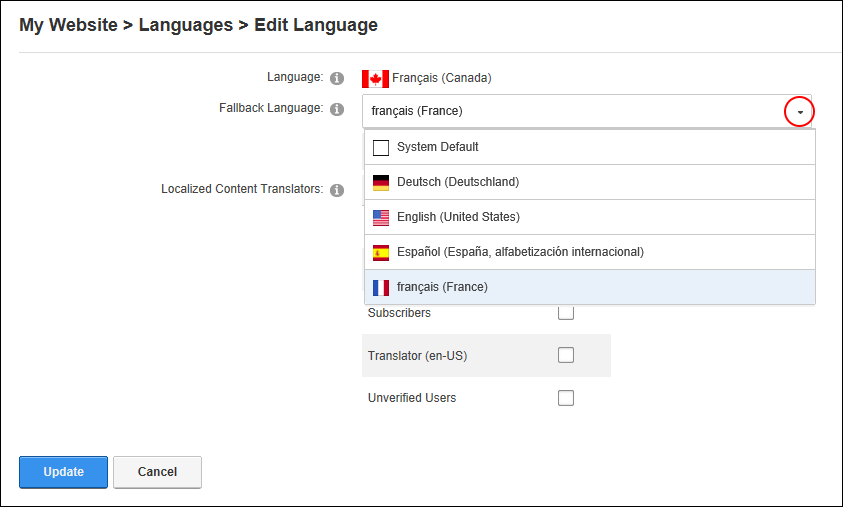 My Website > Languages > Edit Language
Language:
Français (Canada)
Fallback Language:
français (France)
System Default
Deutsch (Deutschland)
Localized Content Translators:
English (United States)
Español (España, alfabetización internacional)
français (France)
Subscribers
Translator (en-US)
Unverified Users
Update
Cancel